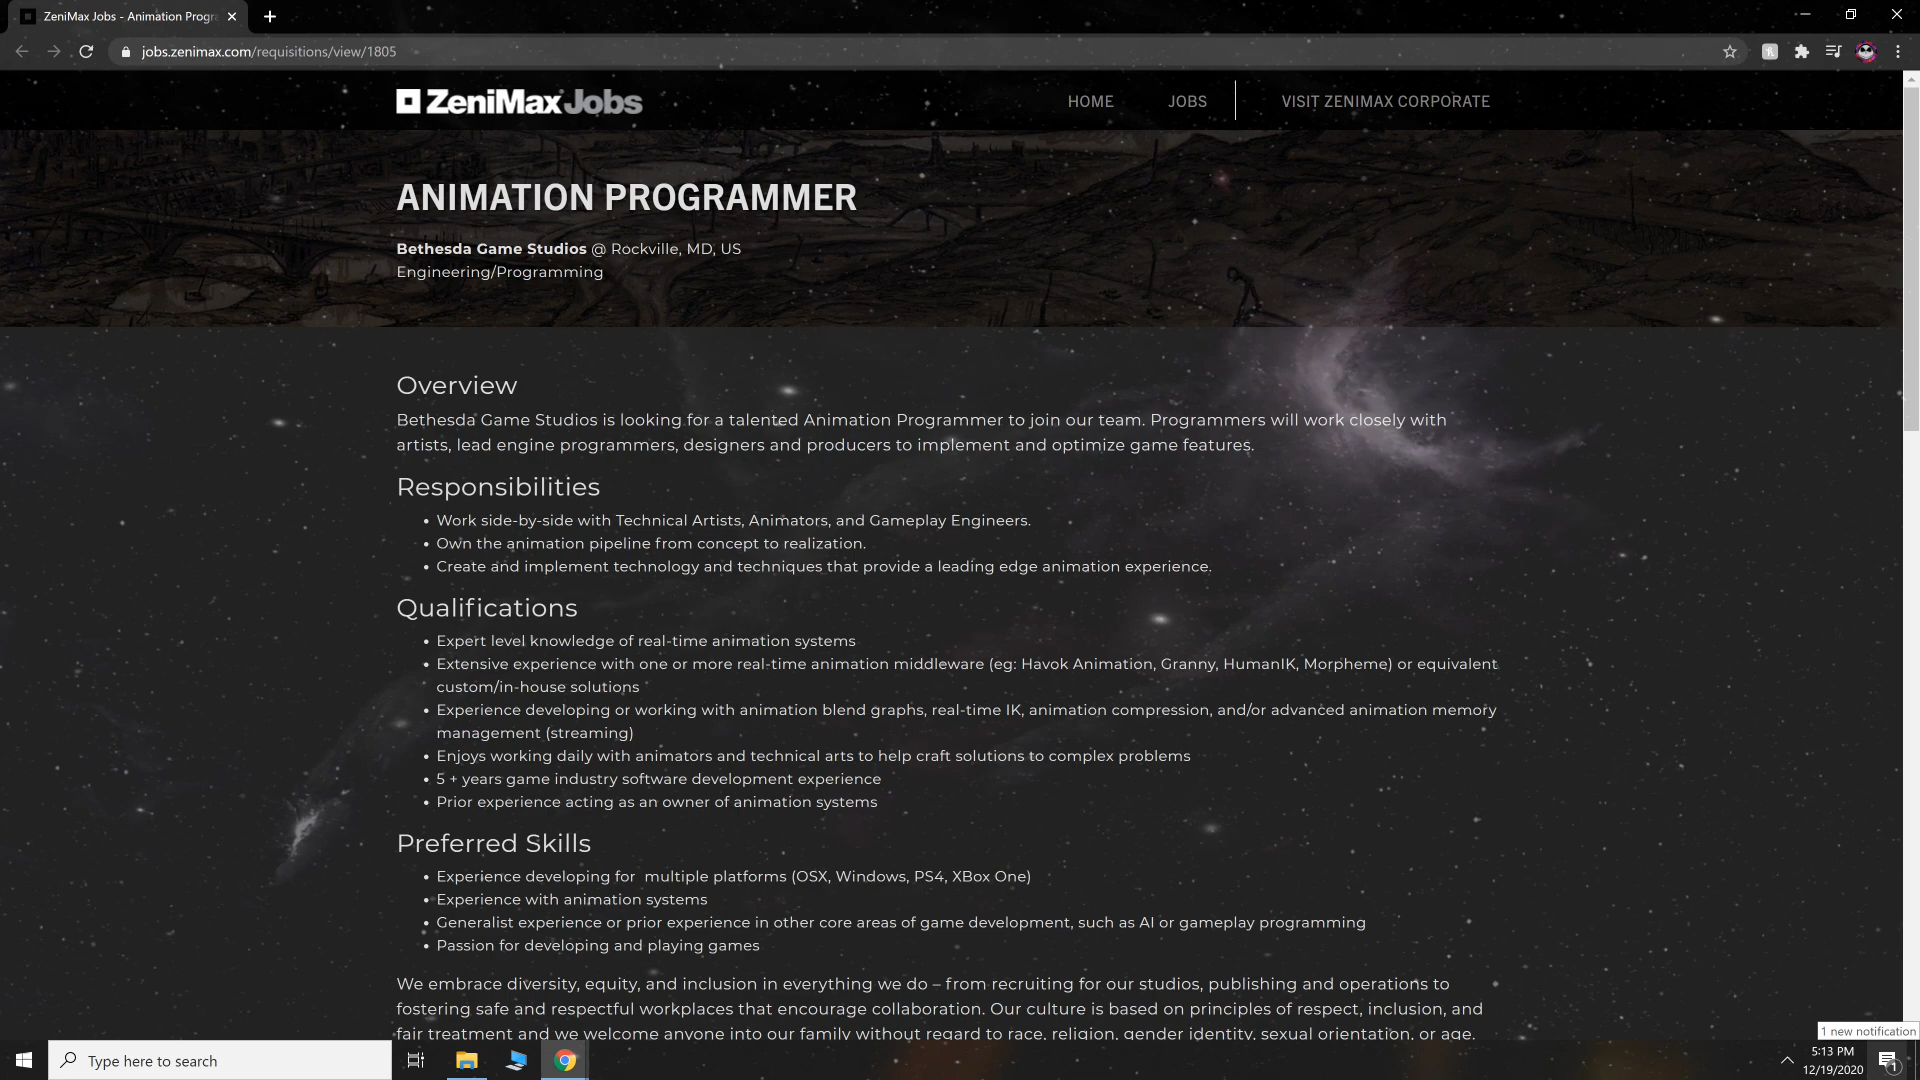 ZeniMax Jobs - Animation Progra
jobs.zenimax.com/requisitions/view/1805
ZeniMax Jobs
HOME
JOBS
VISIT ZENIMAX CORPORATE
ANIMATION PROGRAMMER
Bethesda Game Studios @ Rockville, MD, US
Engineering/Programming
Overview
Bethesda Game Studios is looking for a talented Animation Programmer to join our team. Programmers will work closely with
artists, lead engine programmers, designers and producers to implement and optimize game features.
Responsibilities
• Work side-by-side with Technical Artists, Animators, and Gameplay Engineers.
• Own the animation pipeline from concept to realization.
• Create and implement technology and techniques that provide a leading edge animation experience.
Qualifications
• Expert level knowledge of real-time animation systems
• Extensive experience with one or more real-time animation middleware (eg: Havok Animation, Granny, HumanIK, Morpheme) or equivalent
custom/in-house solutions
• Experience developing or working with animation blend graphs, real-time IK, animation compression, and/or advanced animation memory
management (streaming)
• Enjoys working daily with animators and technical arts to help craft solutions to complex problems
• 5 + years game industry software development experience
• Prior experience acting as an owner of animation systems
Preferred Skills
• Experience developing for  multiple platforms (OSX, Windows, PS4, XBox One)
• Experience with animation systems
• Generalist experience or prior experience in other core areas of game development, such as AI or gameplay programming
• Passion for developing and playing games
We embrace diversity, equity, and inclusion in everything we do – from recruiting for our studios, publishing and operations to
fostering safe and respectful workplaces that encourage collaboration. Our culture is based on principles of respect, inclusion, and
fair treatment and we welcome anyone into our family without regard to race, religion, gender identity, sexual orientation, or age.
1 new notification
Type here to search
5:13 PM
12/19/2020
1